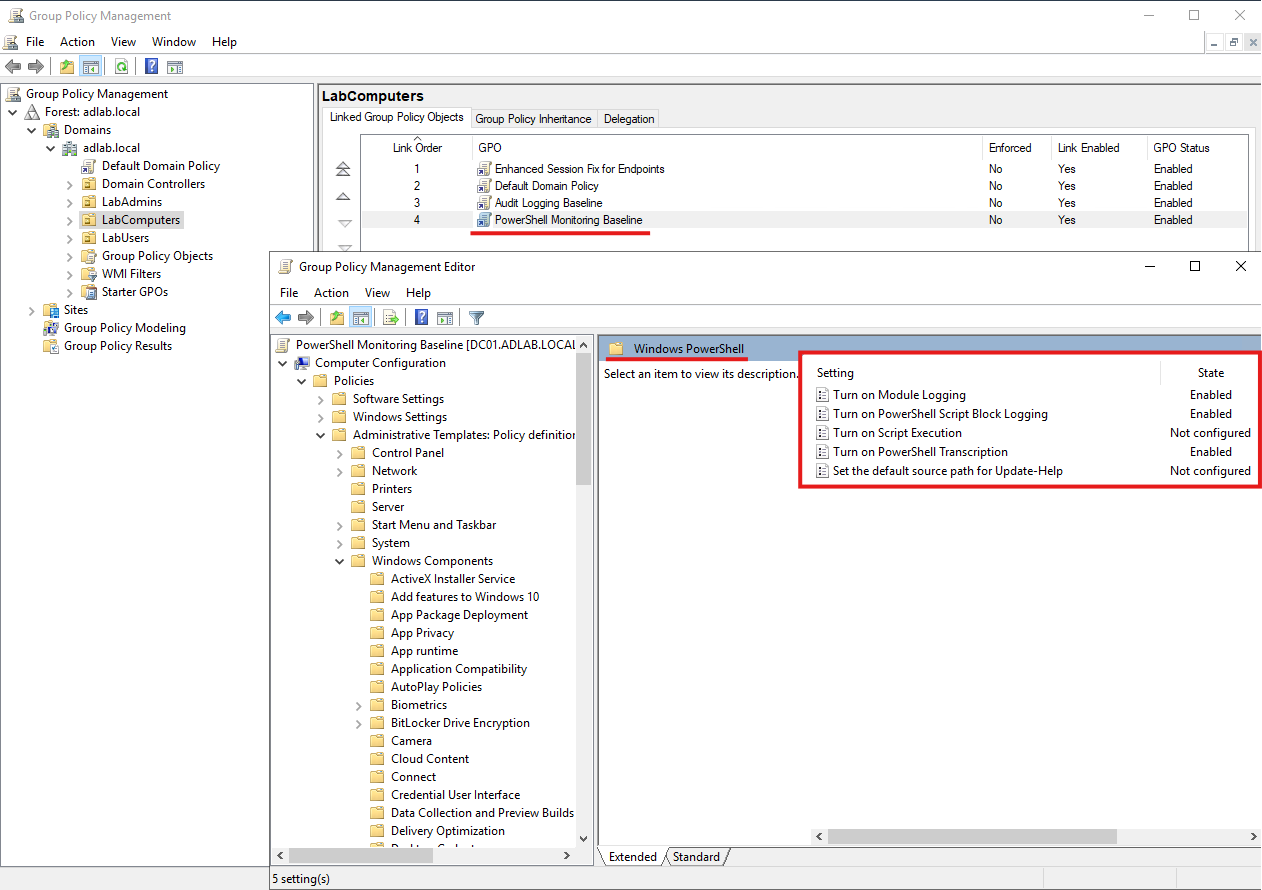 Group Policy Management
File Action View Window Help
Group Policy Management
Forest: adlab.local
Domains
adlab.local
Default Domain Policy
Domain Controllers
LabAdmins
LabComputers
LabUsers
Group Policy Objects
WMI Filters
Starter GPOs
Sites
Group Policy Modeling
Group Policy Results
LabComputers
Linked Group Policy Objects Group Policy Inheritance Delegation
Link Order GPO Enforced Link Enabled GPO Status
1 Enhanced Session Fix for Endpoints No Yes Enabled
2 Default Domain Policy No Yes Enabled
3 Audit Logging Baseline No Yes Enabled
4 PowerShell Monitoring Baseline No Yes Enabled
Group Policy Management Editor
File Action View Help
PowerShell Monitoring Baseline [DC01.ADLAB.LOCAL
Computer Configuration
Policies
Software Settings
Windows Settings
Administrative Templates: Policy definition
Control Panel
Network
Printers
Server
Start Menu and Taskbar
System
Windows Components
ActiveX Installer Service
Add features to Windows 10
App Package Deployment
App Privacy
App runtime
Application Compatibility
AutoPlay Policies
Biometrics
BitLocker Drive Encryption
Camera
Cloud Content
Connect
Credential User Interface
Data Collection and Preview Builds
Delivery Optimization
Windows PowerShell
Select an item to view its description.
Setting State
Turn on Module Logging Enabled
Turn on PowerShell Script Block Logging Enabled
Turn on Script Execution Not configured
Turn on PowerShell Transcription Enabled
Set the default source path for Update-Help Not configured
Extended Standard
5 setting(s)